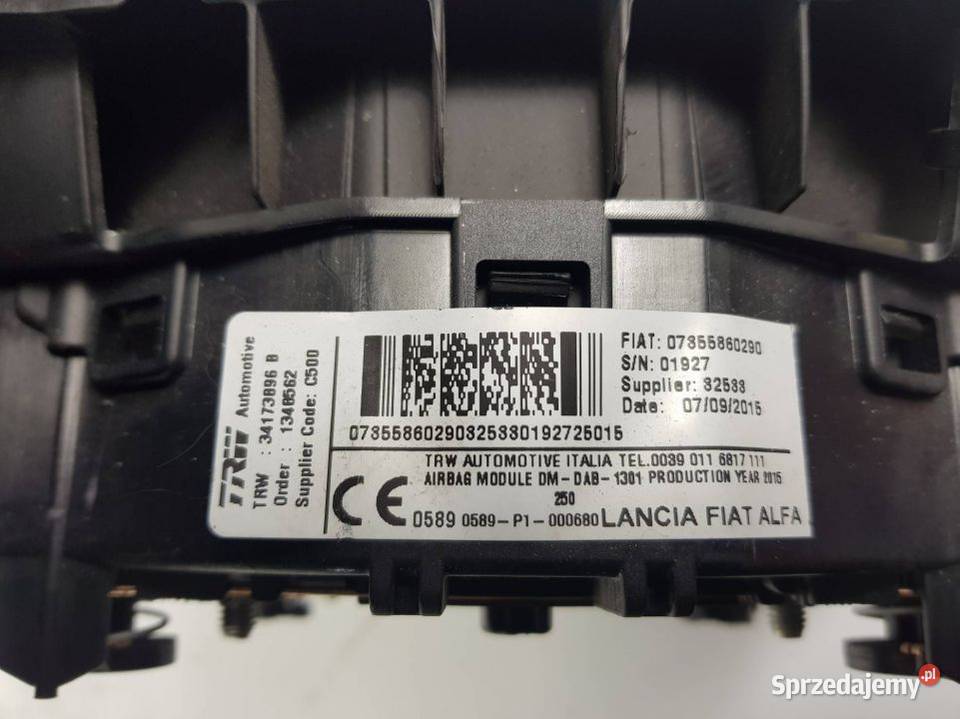 TRW Automotive
TRW : 34173896 B
Order : 1348562
Supplier Code: C500
07355860290325330192725015
FIAT: 07355860290
S/N: 01927
Supplier: 32533
Date: 07/09/2015
TRW AUTOMOTIVE ITALIA TEL.0039 011 6817 111
AIRBAG MODULE DM-DAB-1301 PRODUCTION YEAR 2015
250
CE 0589 0589-P1-000680 LANCIA FIAT ALFA
Sprzedajemy.pl